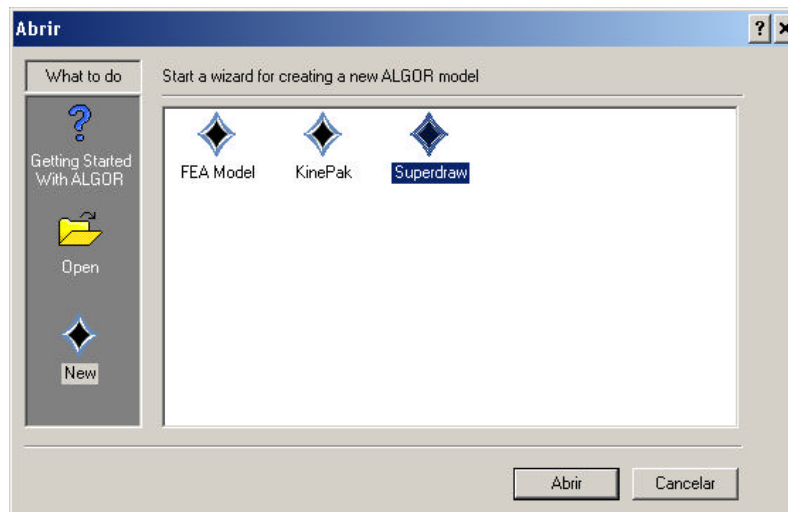 Abrir
What to do
Start a wizard for creating a new ALGOR model
Getting Started
With ALGOR
Open
New
FEA Model
KinePak
Superdraw
Abrir
Cancelar